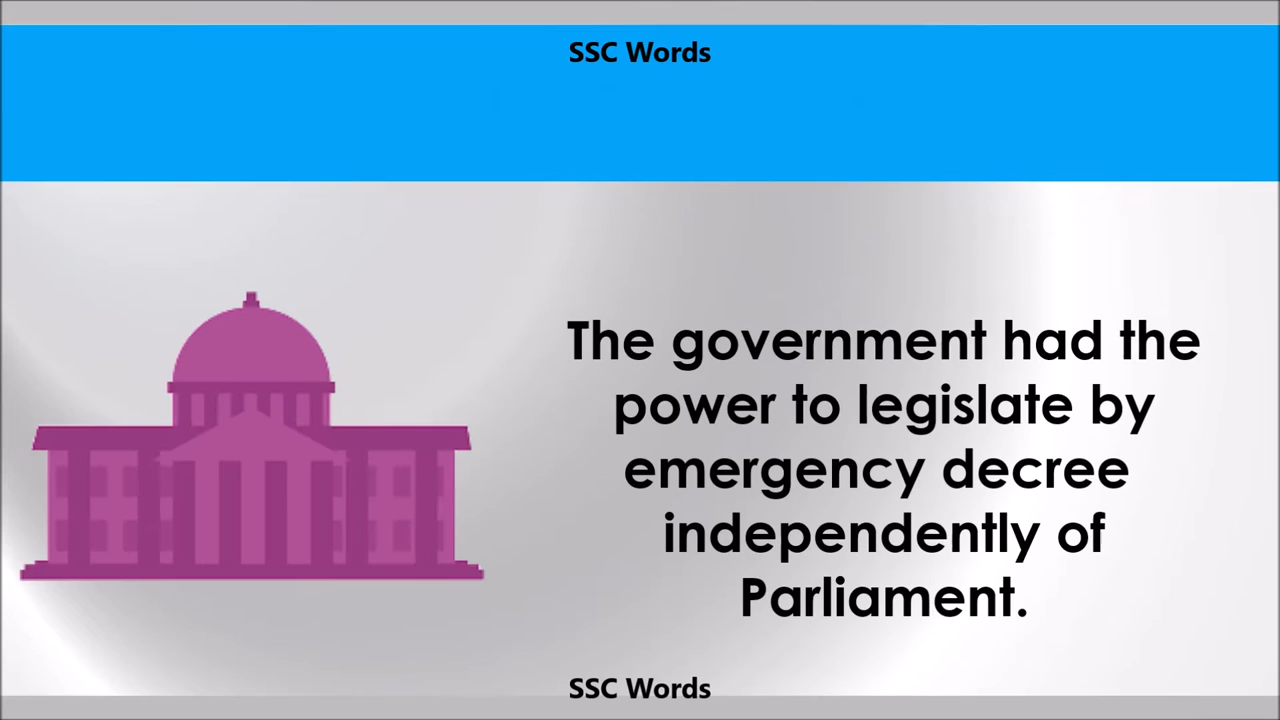 SSC Words
The government had the
power to legislate by
emergency decree
independently of
Parliament.
SSC Words